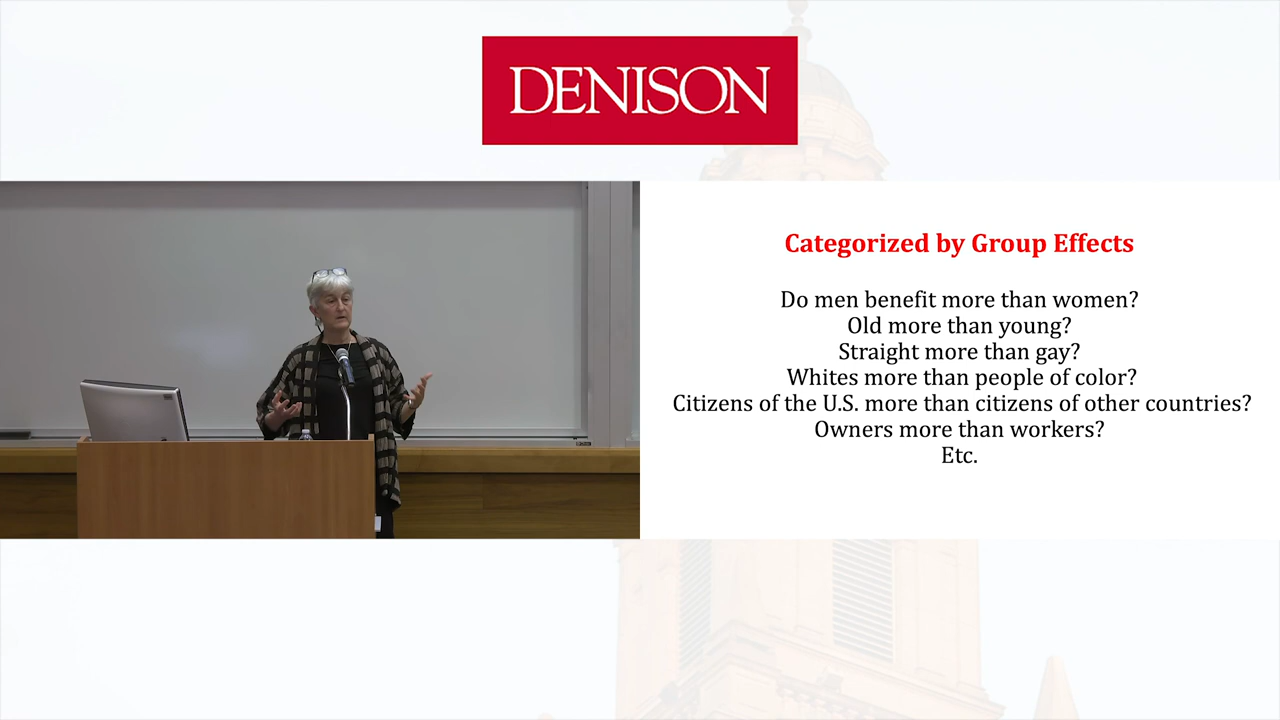 DENISON
Categorized by Group Effects
Do men benefit more than women?
Old more than young?
Straight more than gay?
Whites more than people of color?
Citizens of the U.S. more than citizens of other countries?
Owners more than workers?
Etc.